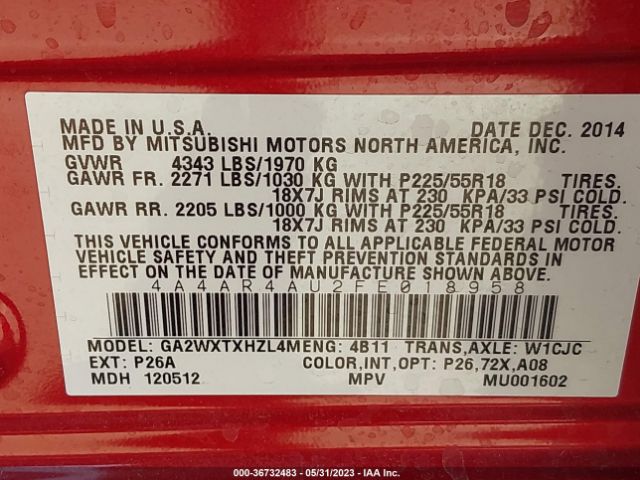 MADE IN U.S.A. DATE DEC. 2014
MFD BY MITSUBISHI MOTORS NORTH AMERICA, INC.
GVWR 4343 LBS/1970 KG
GAWR FR. 2271 LBS/1030 KG WITH P225/55R18 TIRES.
18X7J RIMS AT 230 KPA/33 PSI COLD.
GAWR RR. 2205 LBS/1000 KG WITH P225/55R18 TIRES.
18X7J RIMS AT 230 KPA/33 PSI COLD.
THIS VEHICLE CONFORMS TO ALL APPLICABLE FEDERAL MOTOR
VEHICLE SAFETY AND THEFT PREVENTION STANDARDS IN
EFFECT ON THE DATE OF MANUFACTURE SHOWN ABOVE.
4A4AR4AU2FE018958
MODEL: GA2WXTXHZL4MENG: 4B11 TRANS,AXLE: W1CJC
EXT: P26A COLOR,INT,OPT: P26,72X,A08
MDH 120512 MPV MU001602
000-36732483 - 05/31/2023 - IAA Inc.